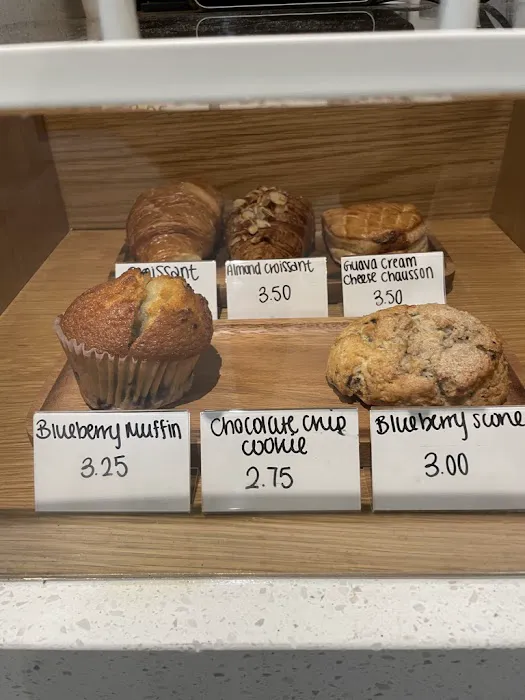 Almond Croissant
3.50
Guava Cream
Cheese Chausson
3.50
Blueberry Muffin
3.25
Chocolate Chip
Cookie
2.75
Blueberry Scone
3.00